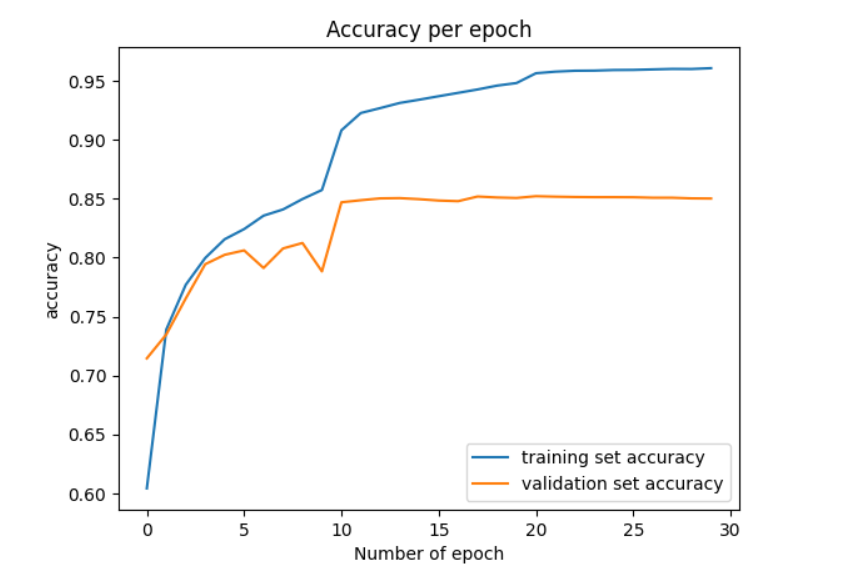 Accuracy per epoch
accuracy
0.95
0.90
0.85
0.80
0.75
0.70
0.65
0.60
training set accuracy
validation set accuracy
0 5 10 15 20 25 30
Number of epoch